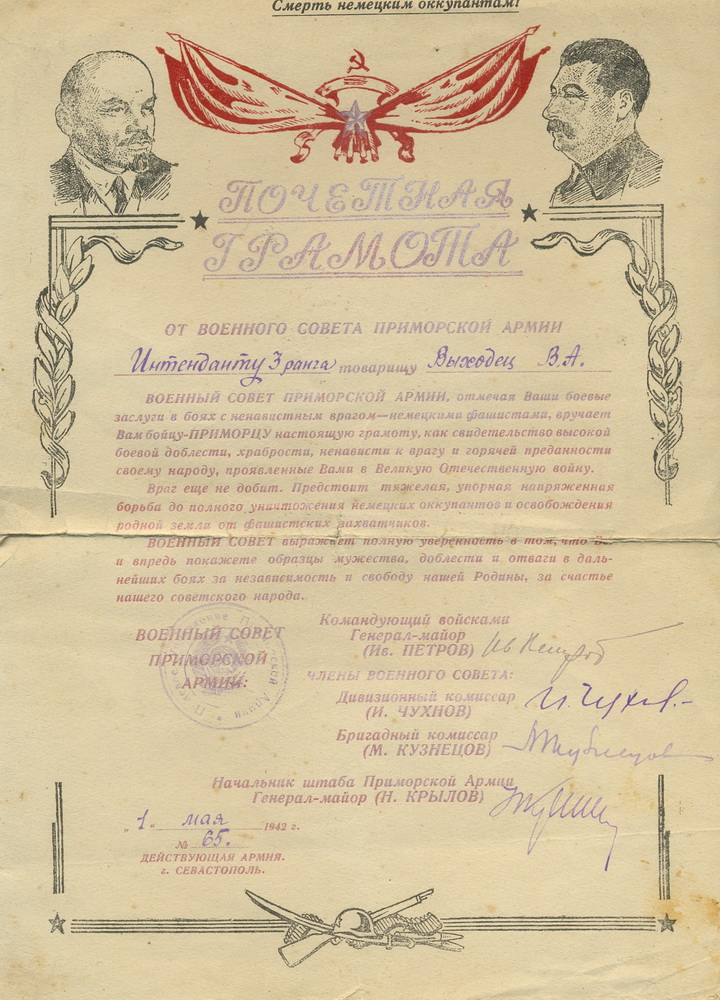 Смерть немецким оккупантам!
ПОЧЕТНАЯ
ГРАМОТА
ОТ ВОЕННОГО СОВЕТА ПРИМОРСКОЙ АРМИИ
Интенданту 3 ранга товарищу Выходец В.А.
ВОЕННЫЙ СОВЕТ ПРИМОРСКОЙ АРМИИ, отмечая Ваши боевые
заслуги в боях с ненавистным врагом—немецкими фашистами, вручает
Вам бойцу-ПРИМОРЦУ настоящую грамоту, как свидетельство высокой
боевой доблести, храбрости, ненависти к врагу и горячей преданности
своему народу, проявленные Вами в Великую Отечественную войну.
Враг еще не добит. Предстоит тяжелая, упорная напряженная
борьба до полного уничтожения немецких оккупантов и освобождения
родной земли от фашистских захватчиков.
ВОЕННЫЙ СОВЕТ выражает полную уверенность в том, что
и впредь покажете образцы мужества, доблести и отваги в даль-
нейших боях за независимость и свободу нашей Родины, за счастье
нашего советского народа.
ВОЕННЫЙ СОВЕТ
ПРИМОРСКОЙ
АРМИИ:
Командующий войсками
Генерал-майор
(Ив. ПЕТРОВ)
ЧЛЕНЫ ВОЕННОГО СОВЕТА:
Дивизионный комиссар
(И. ЧУХНОВ) И. Чухнов
Бригадный комиссар
(М. КУЗНЕЦОВ) МКузнецов
Начальник штаба Приморской Армии
Генерал-майор (Н. КРЫЛОВ)
„1" мая 1942 г.
№ 65.
ДЕЙСТВУЮЩАЯ АРМИЯ.
г. СЕВАСТОПОЛЬ.